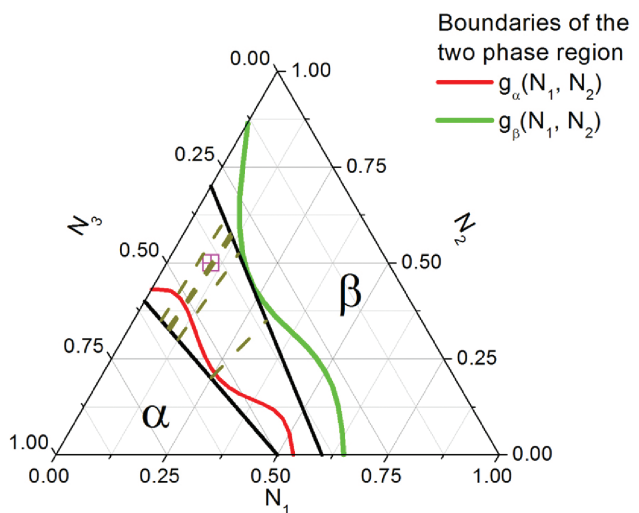 Boundaries of the
two phase region
gα(N1, N2)
gβ(N1, N2)
0.00
1.00
0.25
0.75
N3
N2
0.50
0.50
β
0.75
0.25
α
1.00
0.00
0.00
0.25
0.50
0.75
1.00
N1